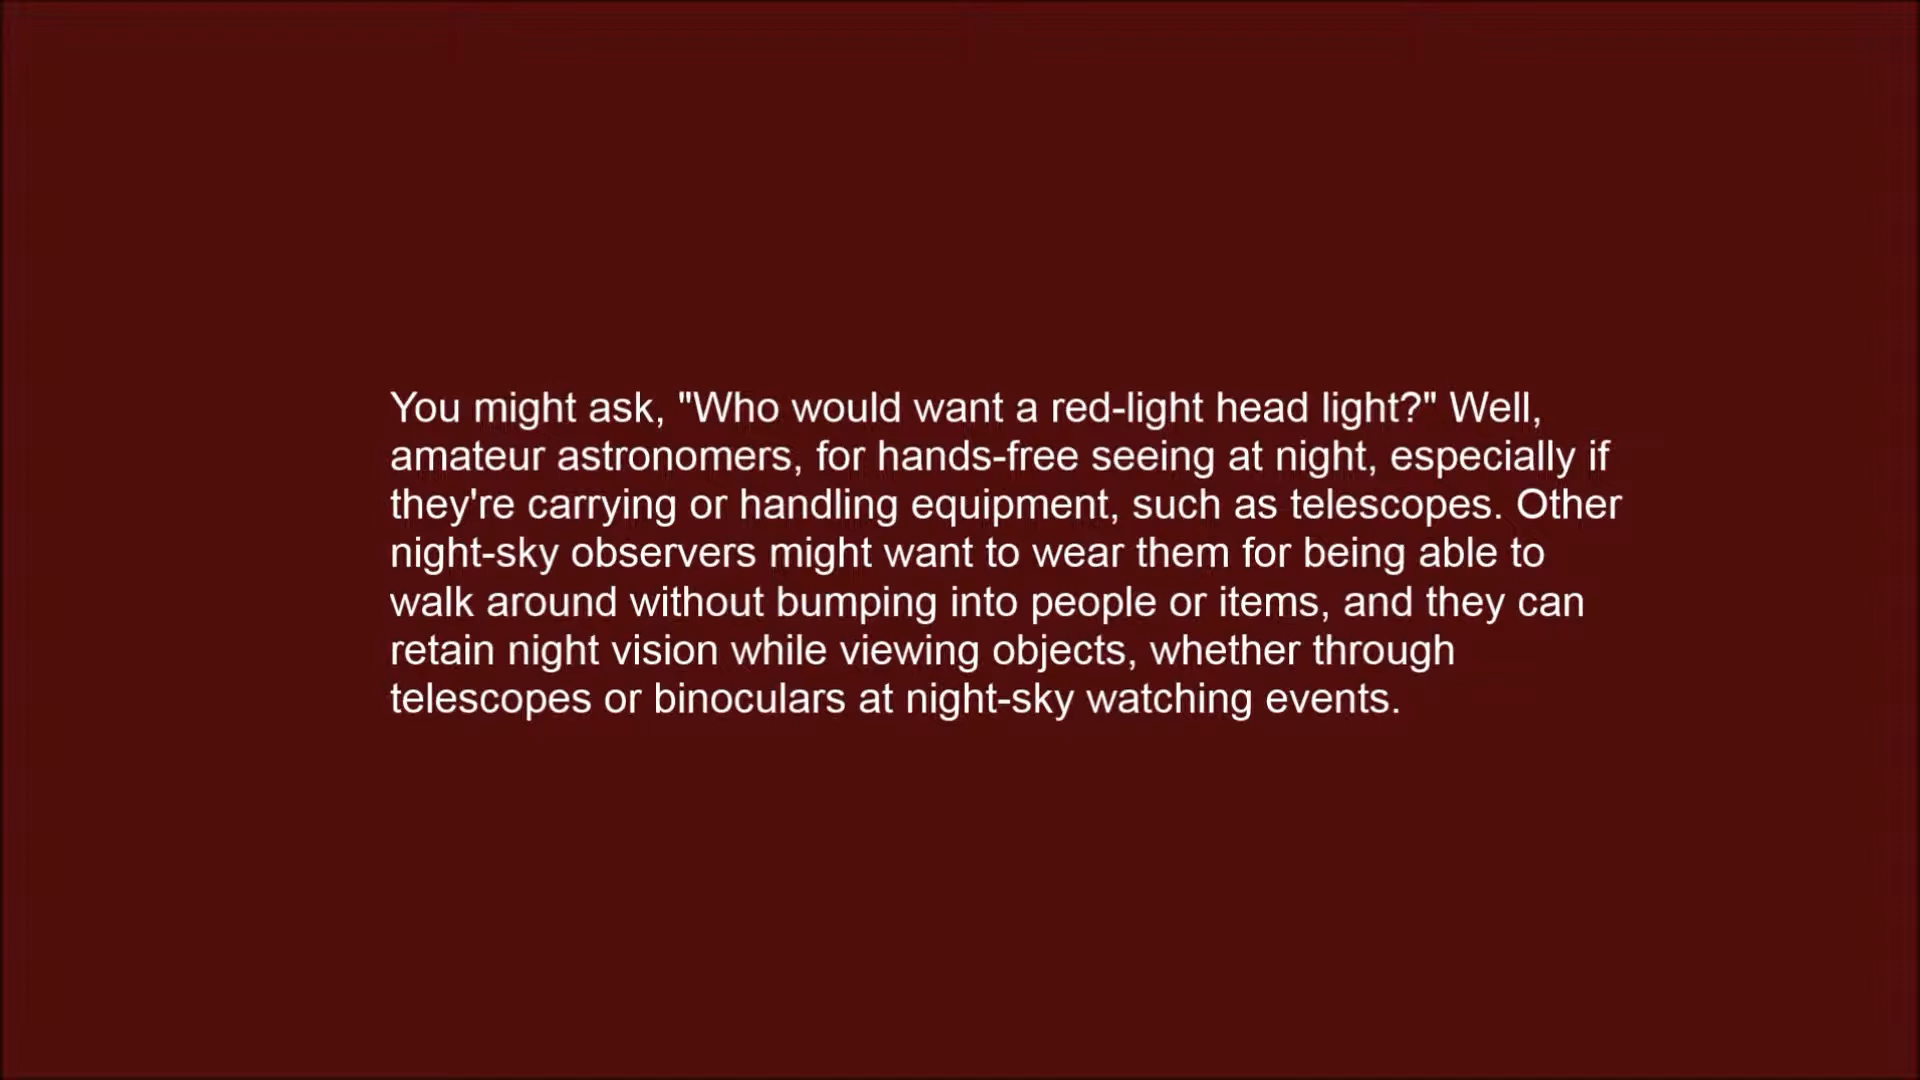 You might ask, "Who would want a red-light head light?" Well,
amateur astronomers, for hands-free seeing at night, especially if
they're carrying or handling equipment, such as telescopes. Other
night-sky observers might want to wear them for being able to
walk around without bumping into people or items, and they can
retain night vision while viewing objects, whether through
telescopes or binoculars at night-sky watching events.